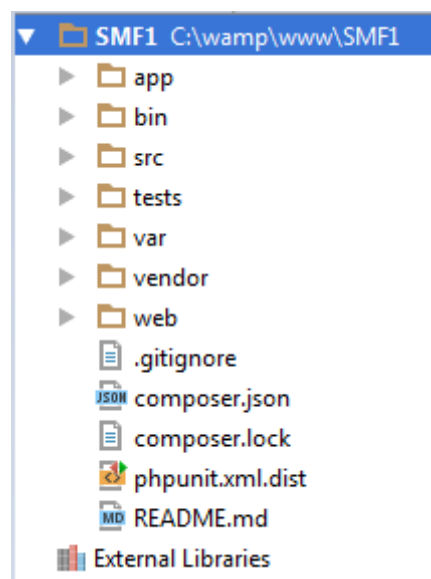 SMF1 C:\wamp\www\SMF1
app
bin
src
tests
var
vendor
web
.gitignore
JSON composer.json
composer.lock
phpunit.xml.dist
MD README.md
External Libraries